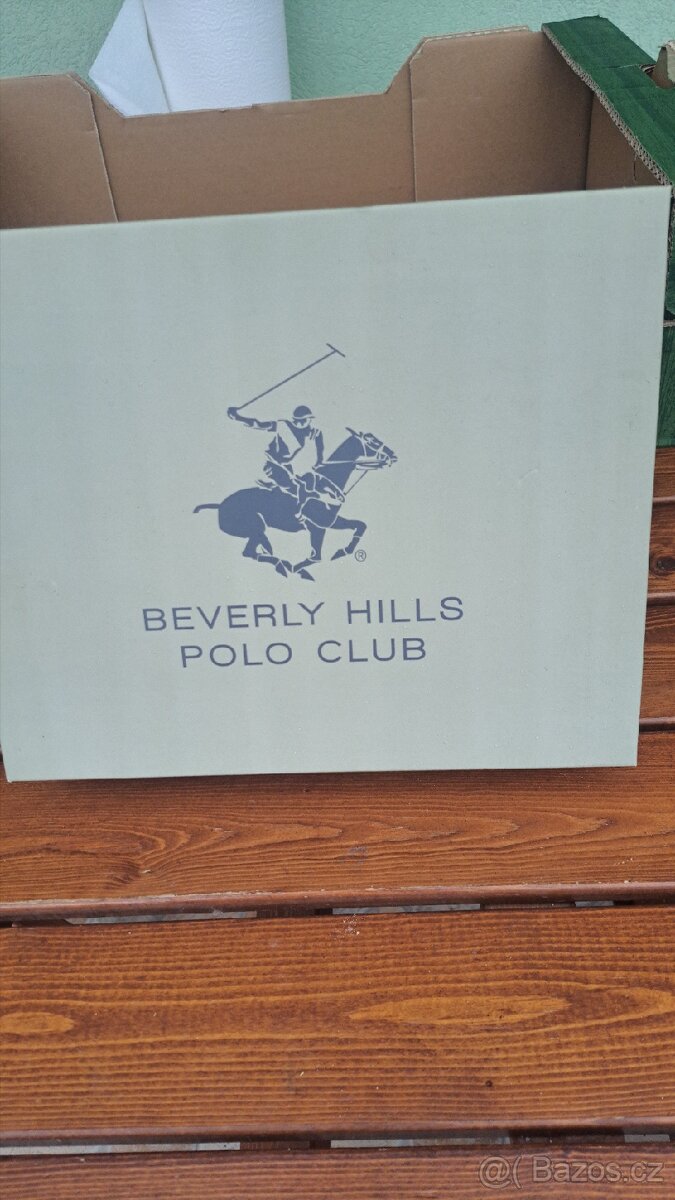 ®
BEVERLY HILLS
POLO CLUB
@( Bazos.cz